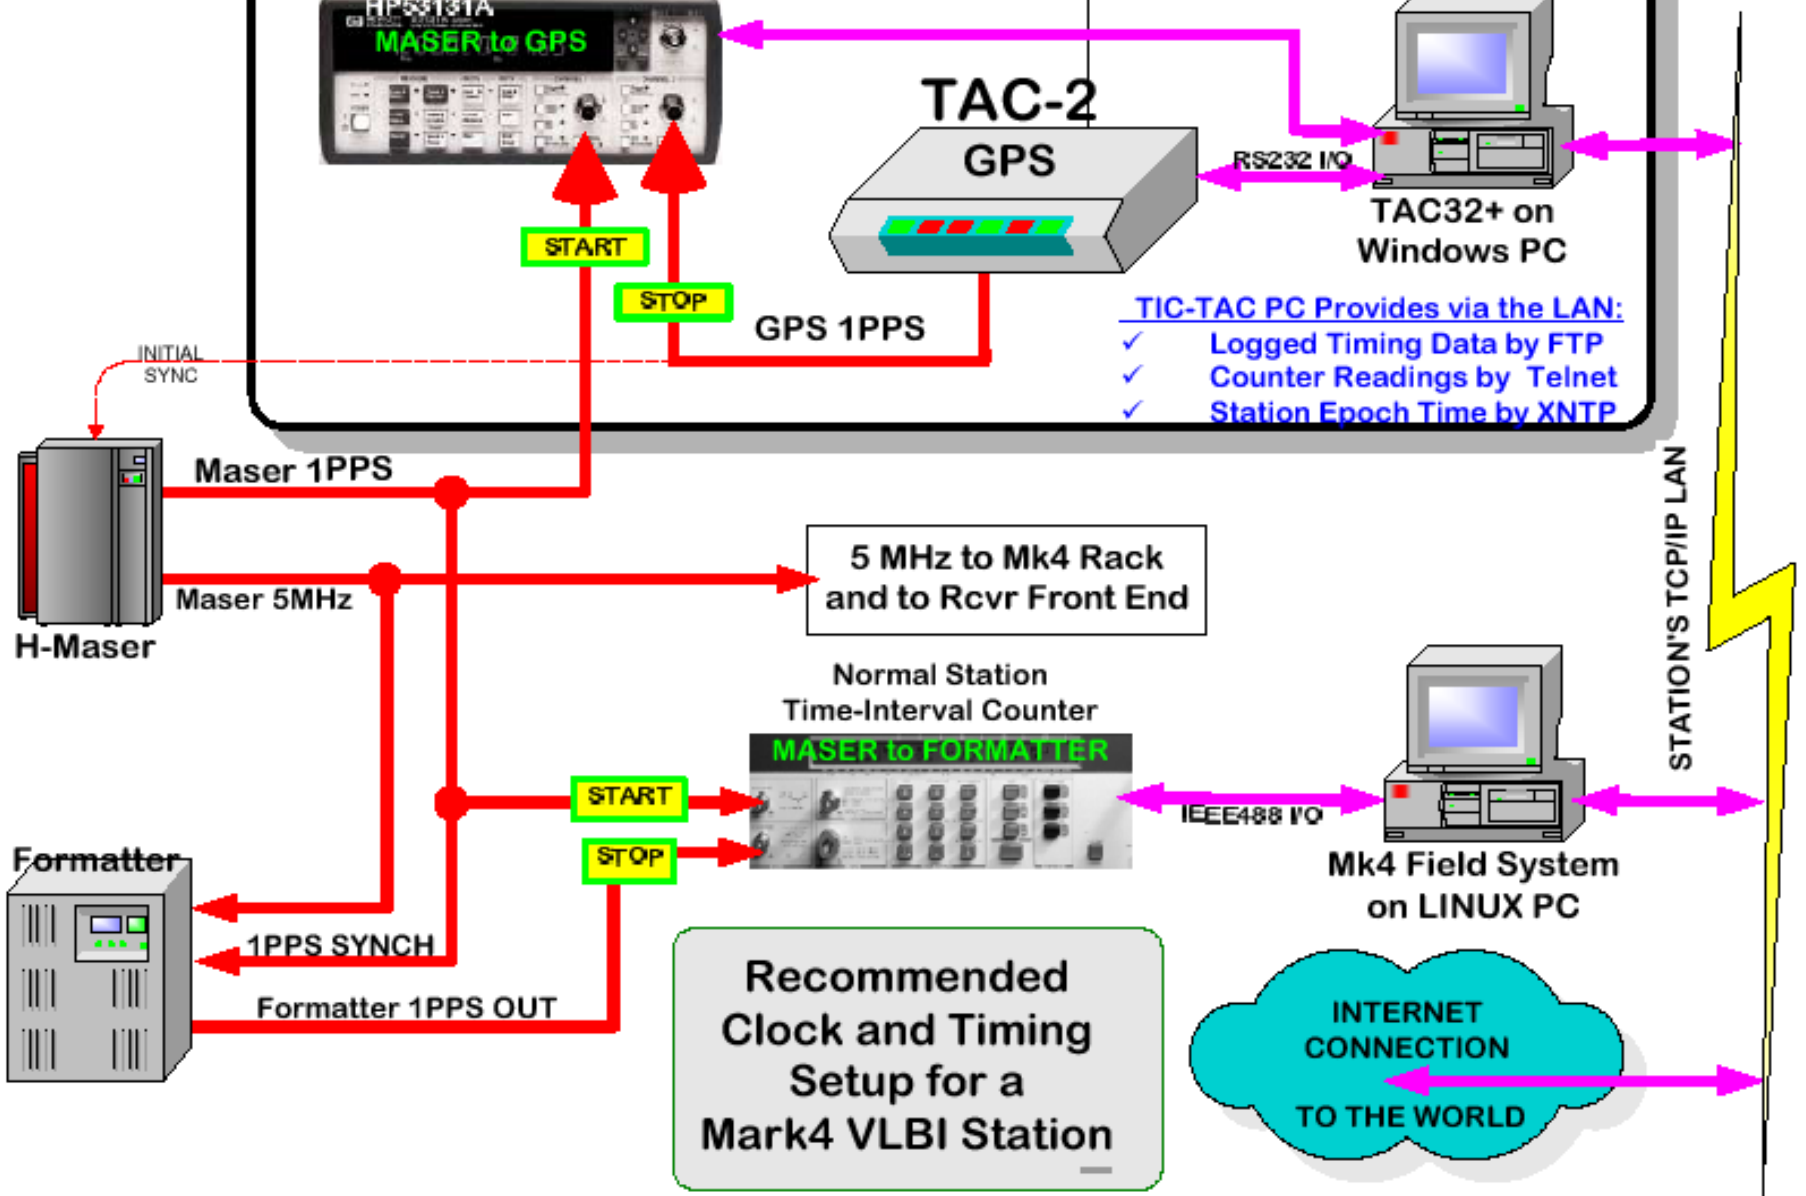 HP53131A
MASER to GPS
TAC-2
GPS
RS232 I/O
TAC32+ on
Windows PC
START
STOP
GPS 1PPS
TIC-TAC PC Provides via the LAN:
✓ Logged Timing Data by FTP
✓ Counter Readings by Telnet
✓ Station Epoch Time by XNTP
INITIAL
SYNC
Maser 1PPS
Maser 5MHz
H-Maser
5 MHz to Mk4 Rack
and to Rcvr Front End
STATION'S TCP/IP LAN
Normal Station
Time-Interval Counter
MASER to FORMATTER
START
STOP
IEEE488 I/O
Mk4 Field System
on LINUX PC
Formatter
1PPS SYNCH
Formatter 1PPS OUT
Recommended
Clock and Timing
Setup for a
Mark4 VLBI Station
INTERNET
CONNECTION
TO THE WORLD